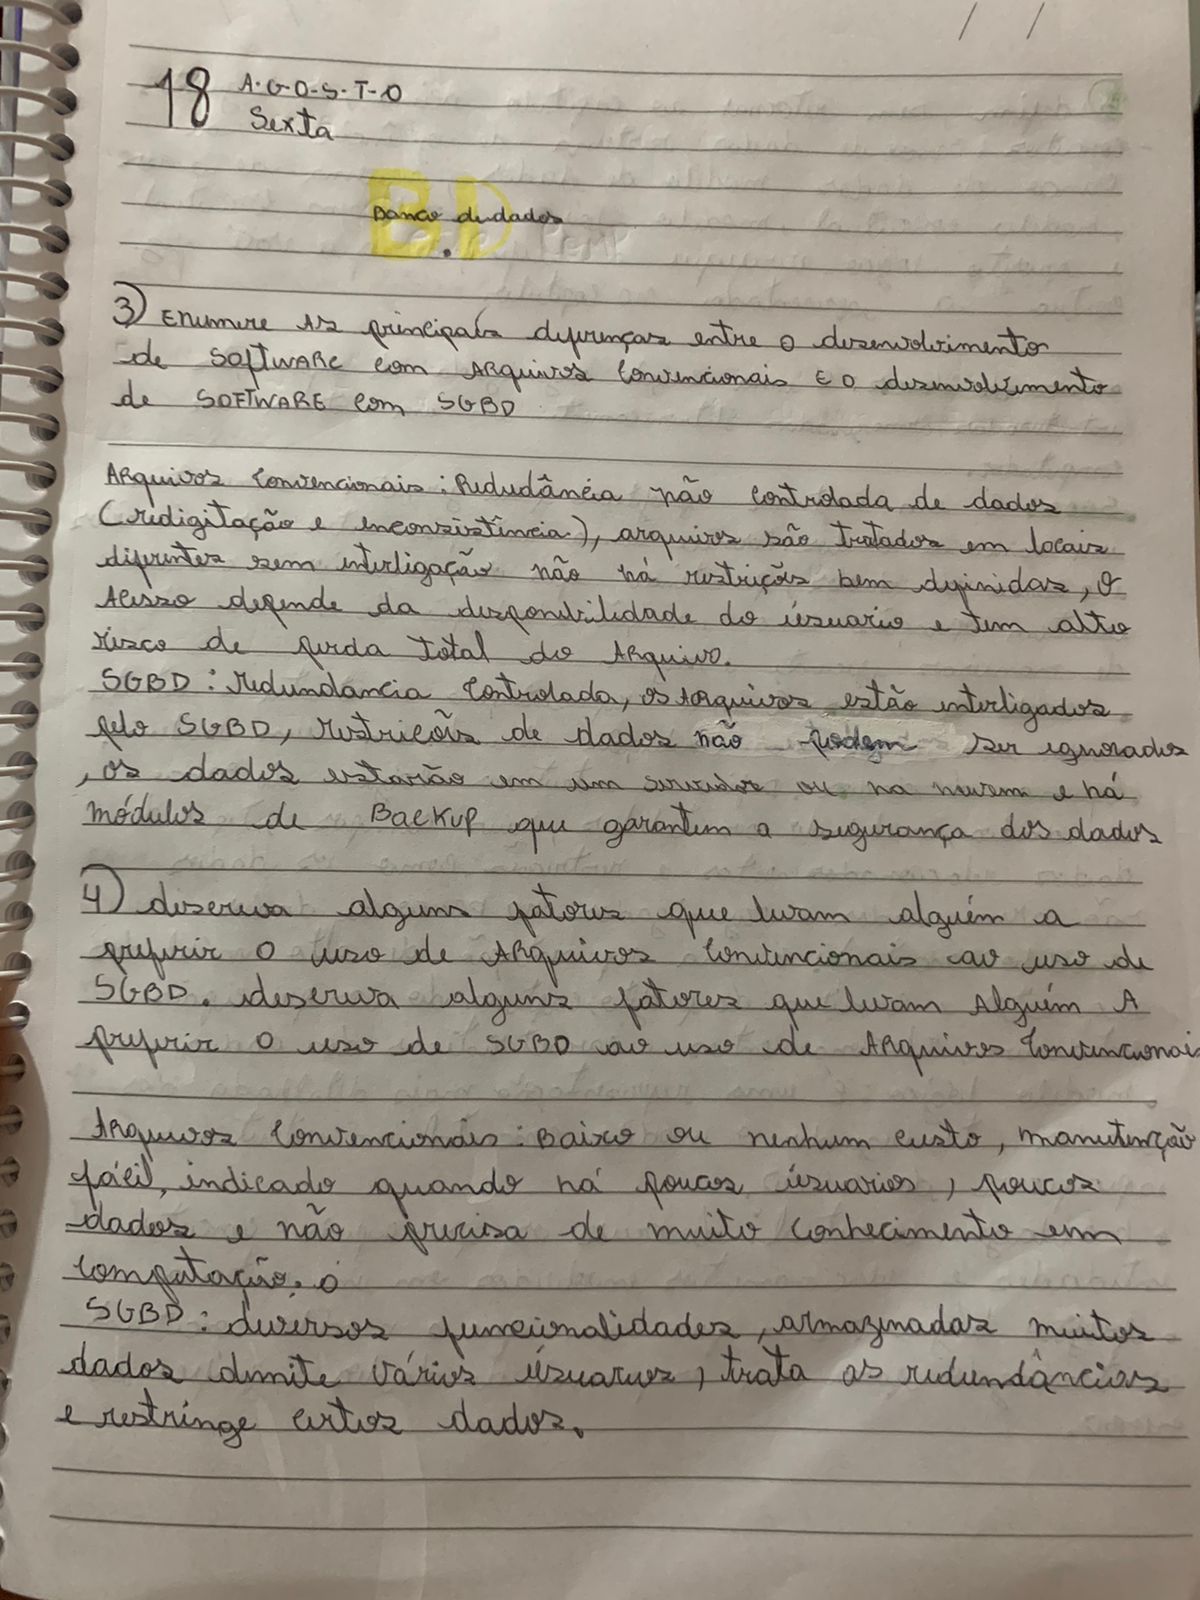 18 A-G-O-S-T-O
Sexta
B.D
Banco de dados
3) Enumere as principais diferenças entre o desenvolvimento
de SOFTWARE com ARquivos convencionais E O desenvolvimento
de SOFTWARE com SGBD
ARquivos convencionais: Redudância não controlada de dados
(redigitação e inconsistência), arquivos são tratados em locais
diferentes sem interligação não há restrições bem definidas, o
Acesso depende da disponibilidade do úsuario e tem alto
risco de perda total do ARquivo.
SGBD: redundancia controlada, os ARquivos estão interligados
pelo SGBD, restricões de dados não podem ser ignorados
, os dados estarão em um servidor ou na nuvem e há
módulos de BacKup que garantem a segurança dos dados
4) descreva alguns fatores que levam alguém a
preferir o uso de ARquivos convencionais ao uso de
SGBD. descreva alguns fatores que levam Alguém A
preferir o uso de SGBD ao uso de ARquivos convencionais
ARquivos convencionais: Baixo ou nenhum custo, manutenção
fácil, indicado quando há poucos úsuarios, poucos
dados e não precisa de muito conhecimento em
computação. o
SGBD: diversos funcionalidades, armazinadas muitos
dados dmite vários úsuarios, trata as redundâncias
e restringe certos dados.